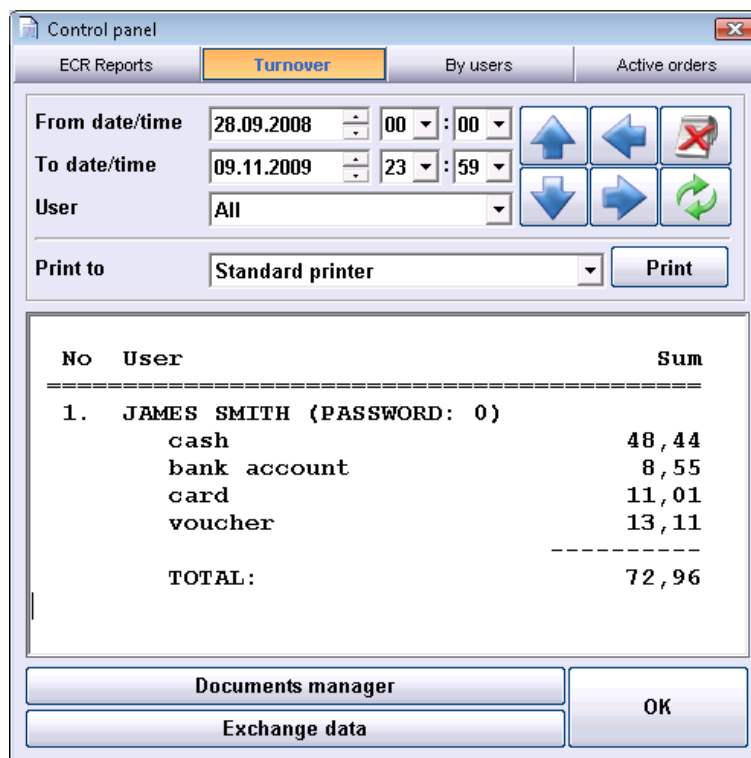 Control panel
ECR Reports Turnover By users Active orders
From date/time 28.09.2008 00 : 00
To date/time 09.11.2009 23 : 59
User All
Print to Standard printer Print
No User Sum
============================================
1. JAMES SMITH (PASSWORD: 0)
cash 48,44
bank account 8,55
card 11,01
voucher 13,11
----------
TOTAL: 72,96
Documents manager
OK
Exchange data